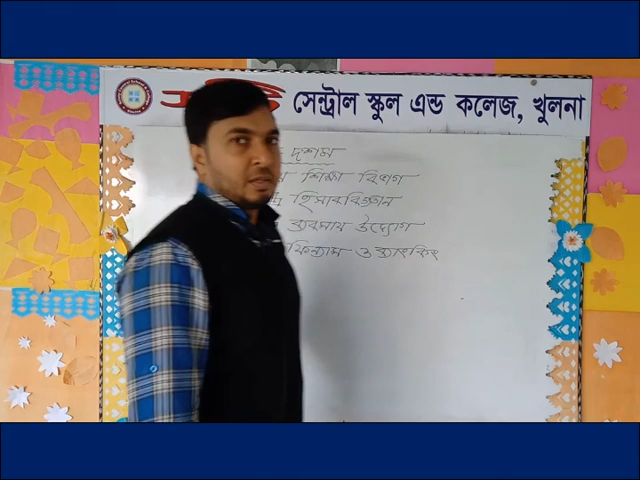 সেন্ট্রাল স্কুল এন্ড কলেজ, খুলনা
দশম
শিক্ষা বিভাগ
হিসাববিজ্ঞান
ব্যবসায় উদ্যোগ
ফিন্যান্স ও ব্যাংকিং